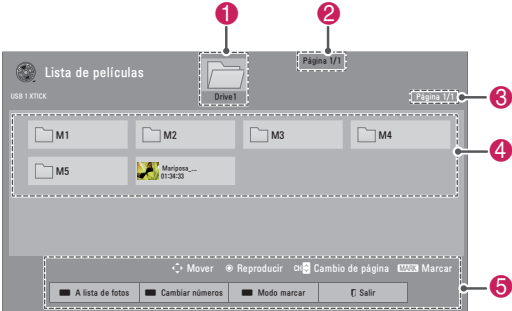 1
2
Página 1/1
Lista de películas
USB 1 XTICK
Drive1
Página 1/1
3
M1
M2
M3
M4
4
M5
Mariposa_...
01:34:33
Mover
Reproducir
CH Cambio de página
MARK Marcar
5
A lista de fotos
Cambiar números
Modo marcar
Salir